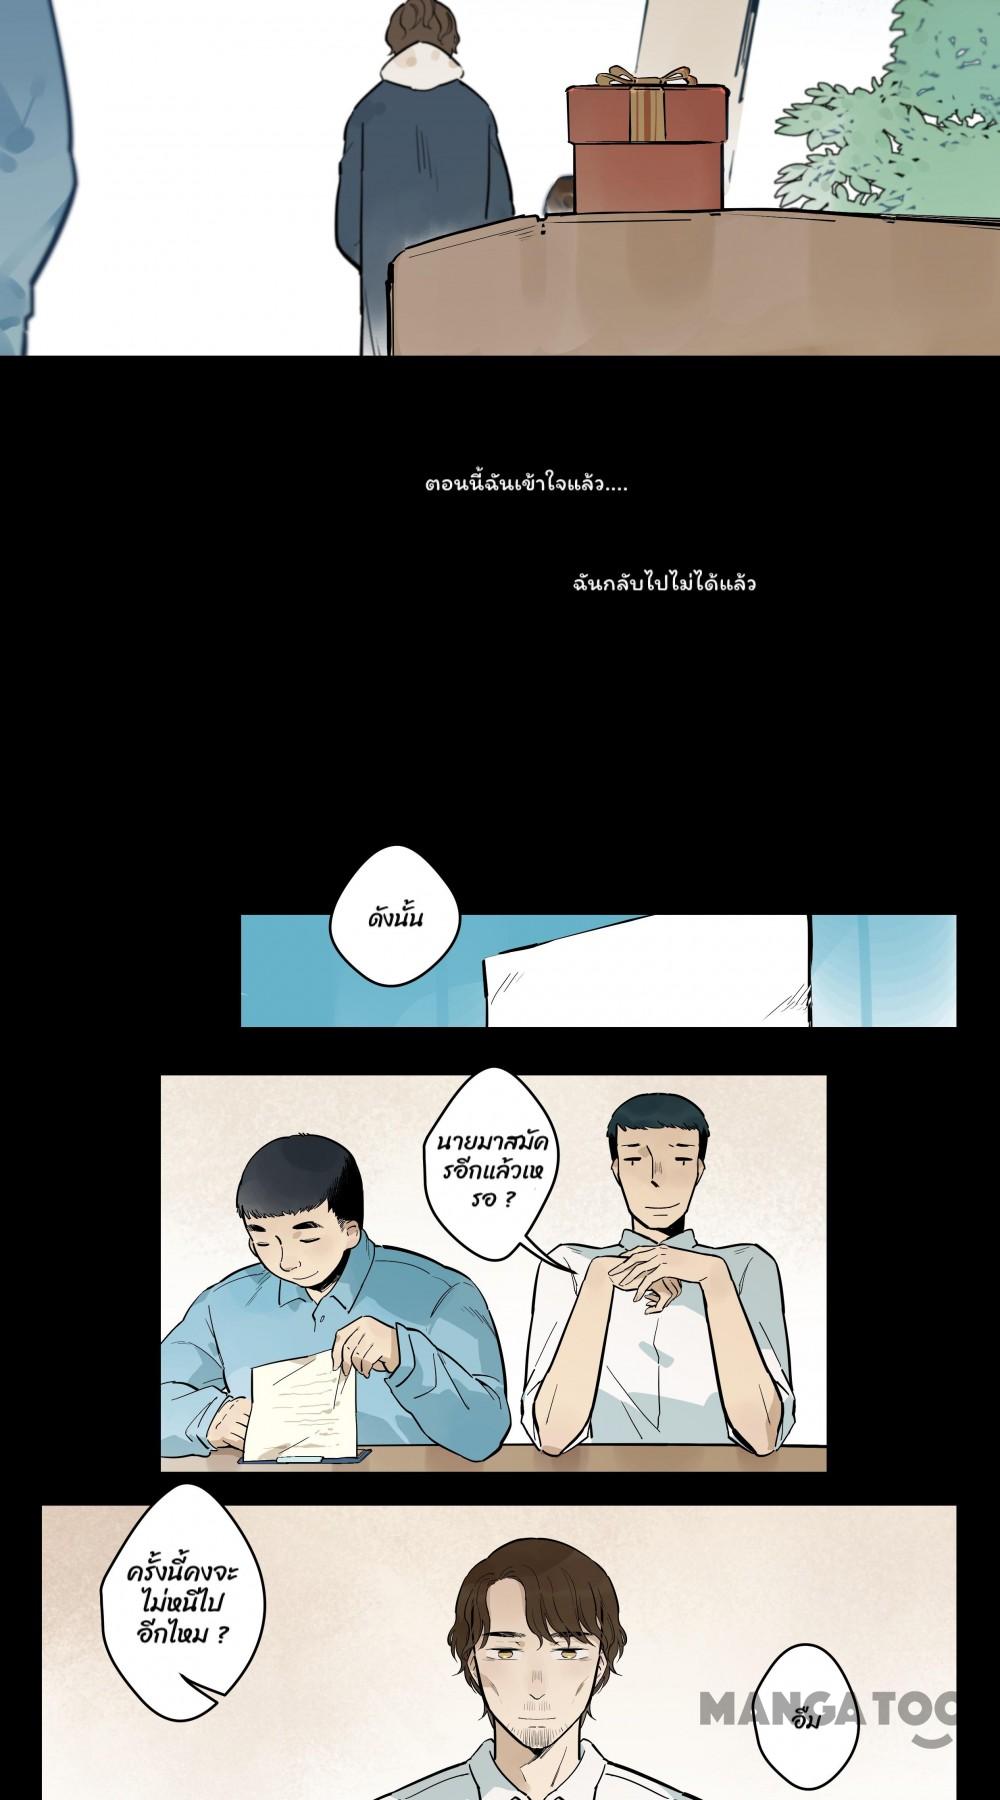 ตอนนี้ฉันเข้าใจแล้ว....
ฉันกลับไปไม่ได้แล้ว
ดังนั้น
นายมาสมัค
รอีกแล้วเห
รอ ?
ครั้งนี้คงจะ
ไม่หนีไป
อีกไหม ?
อืม
MANGATOO